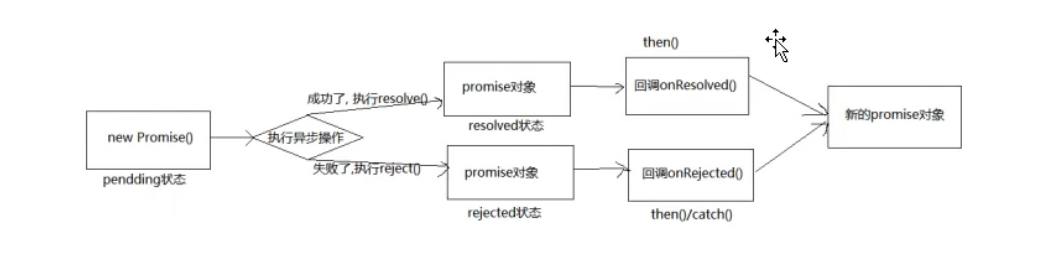 then()
promise对象
回调onResolved()
成功了, 执行resolve()
新的promise对象
resolved状态
new Promise()
执行异步操作
pendding状态
失败了,执行reject()
promise对象
回调onRejected()
rejected状态
then()/catch()